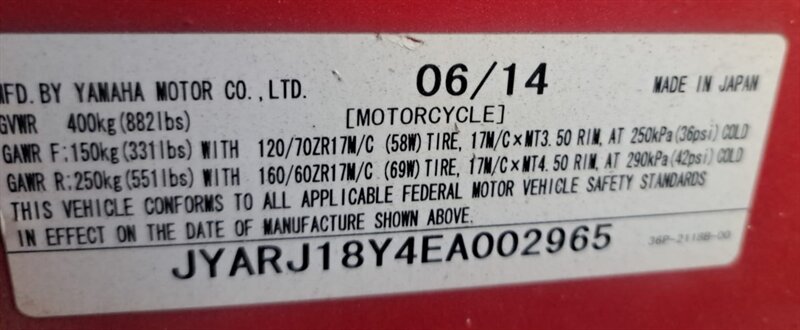 MFD. BY YAMAHA MOTOR CO., LTD. 06/14 MADE IN JAPAN
GVWR 400kg(882lbs) [MOTORCYCLE]
GAWR F:150kg(331lbs) WITH 120/70ZR17M/C (58W) TIRE, 17M/C×MT3.50 RIM, AT 250kPa(36psi) COLD
GAWR R:250kg(551lbs) WITH 160/60ZR17M/C (69W) TIRE, 17M/C×MT4.50 RIM, AT 290kPa(42psi) COLD
THIS VEHICLE CONFORMS TO ALL APPLICABLE FEDERAL MOTOR VEHICLE SAFETY STANDARDS
IN EFFECT ON THE DATE OF MANUFACTURE SHOWN ABOVE.
JYARJ18Y4EA002965 36P-2118B-00